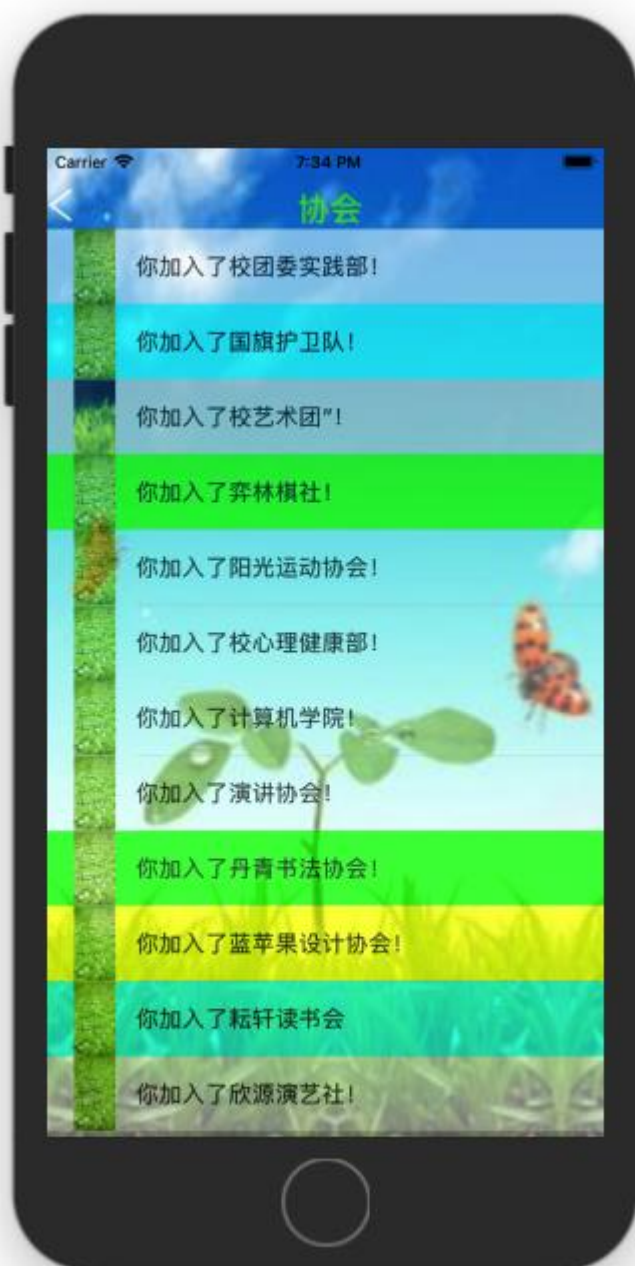 Carrier 7:34 PM
协会
你加入了校团委实践部!
你加入了国旗护卫队!
你加入了校艺术团"!
你加入了弈林棋社!
你加入了阳光运动协会!
你加入了校心理健康部!
你加入了计算机学院!
你加入了演讲协会!
你加入了丹青书法协会!
你加入了蓝苹果设计协会!
你加入了耘轩读书会
你加入了欣源演艺社!